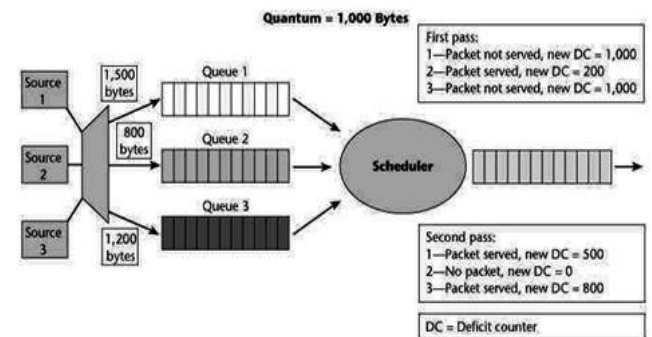 Quantum = 1,000 Bytes
First pass:
1—Packet not served, new DC = 1,000
2—Packet served, new DC = 200
3—Packet not served, new DC = 1,000
Source
1
1,500
bytes
Queue 1
Source
2
800
bytes
Queue 2
Scheduler
Source
3
1,200
bytes
Queue 3
Second pass:
1—Packet served, new DC = 500
2—No packet, new DC = 0
3—Packet served, new DC = 800
DC = Deficit counter